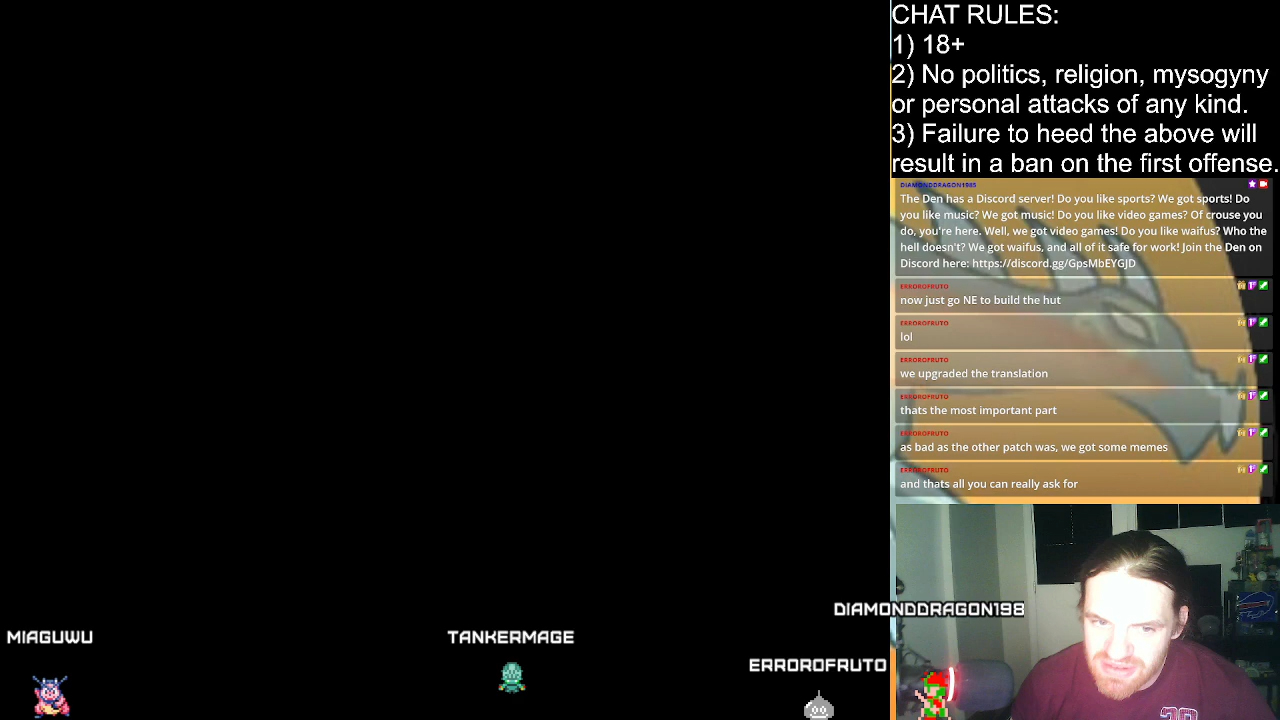 CHAT RULES:
1) 18+
2) No politics, religion, mysogyny
or personal attacks of any kind.
3) Failure to heed the above will
result in a ban on the first offense.
DIAMONDDRAGON1985
The Den has a Discord server! Do you like sports? We got sports! Do
you like music? We got music! Do you like video games? Of crouse you
do, you're here. Well, we got video games! Do you like waifus? Who the
hell doesn't? We got waifus, and all of it safe for work! Join the Den on
Discord here: https://discord.gg/GpsMbEYGJD
ERROROFRUTO
now just go NE to build the hut
ERROROFRUTO
lol
ERROROFRUTO
we upgraded the translation
ERROROFRUTO
thats the most important part
ERROROFRUTO
as bad as the other patch was, we got some memes
ERROROFRUTO
and thats all you can really ask for
DIAMONDDRAGON198
MIAGUWU
TANKERMAGE
ERROROFRUTO